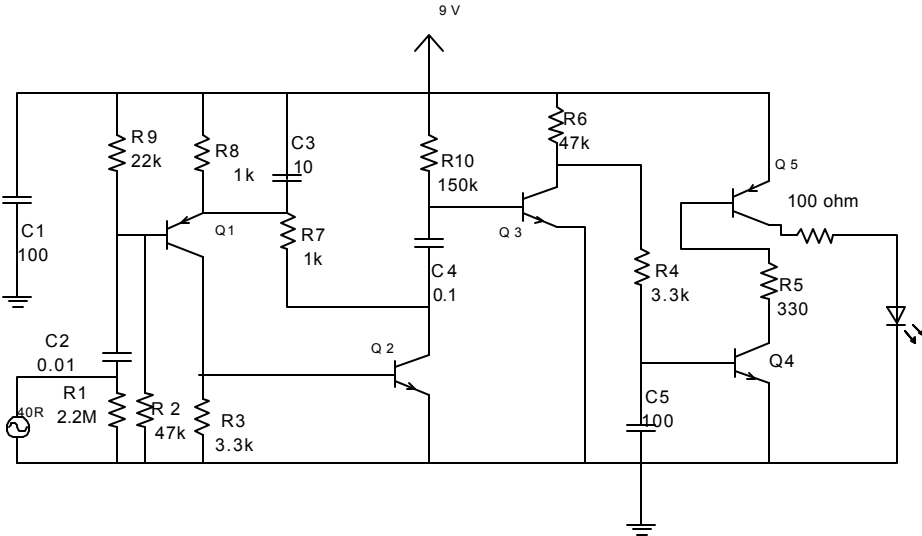 9 V
R9
22k
R8
1k
C3
10
R10
150k
R6
47k
Q 5
100 ohm
C1
100
Q1
R7
1k
Q 3
C4
0.1
R4
3.3k
R5
330
C2
0.01
Q 2
Q4
R1
2.2M
R 2
47k
R3
3.3k
C5
100
40R